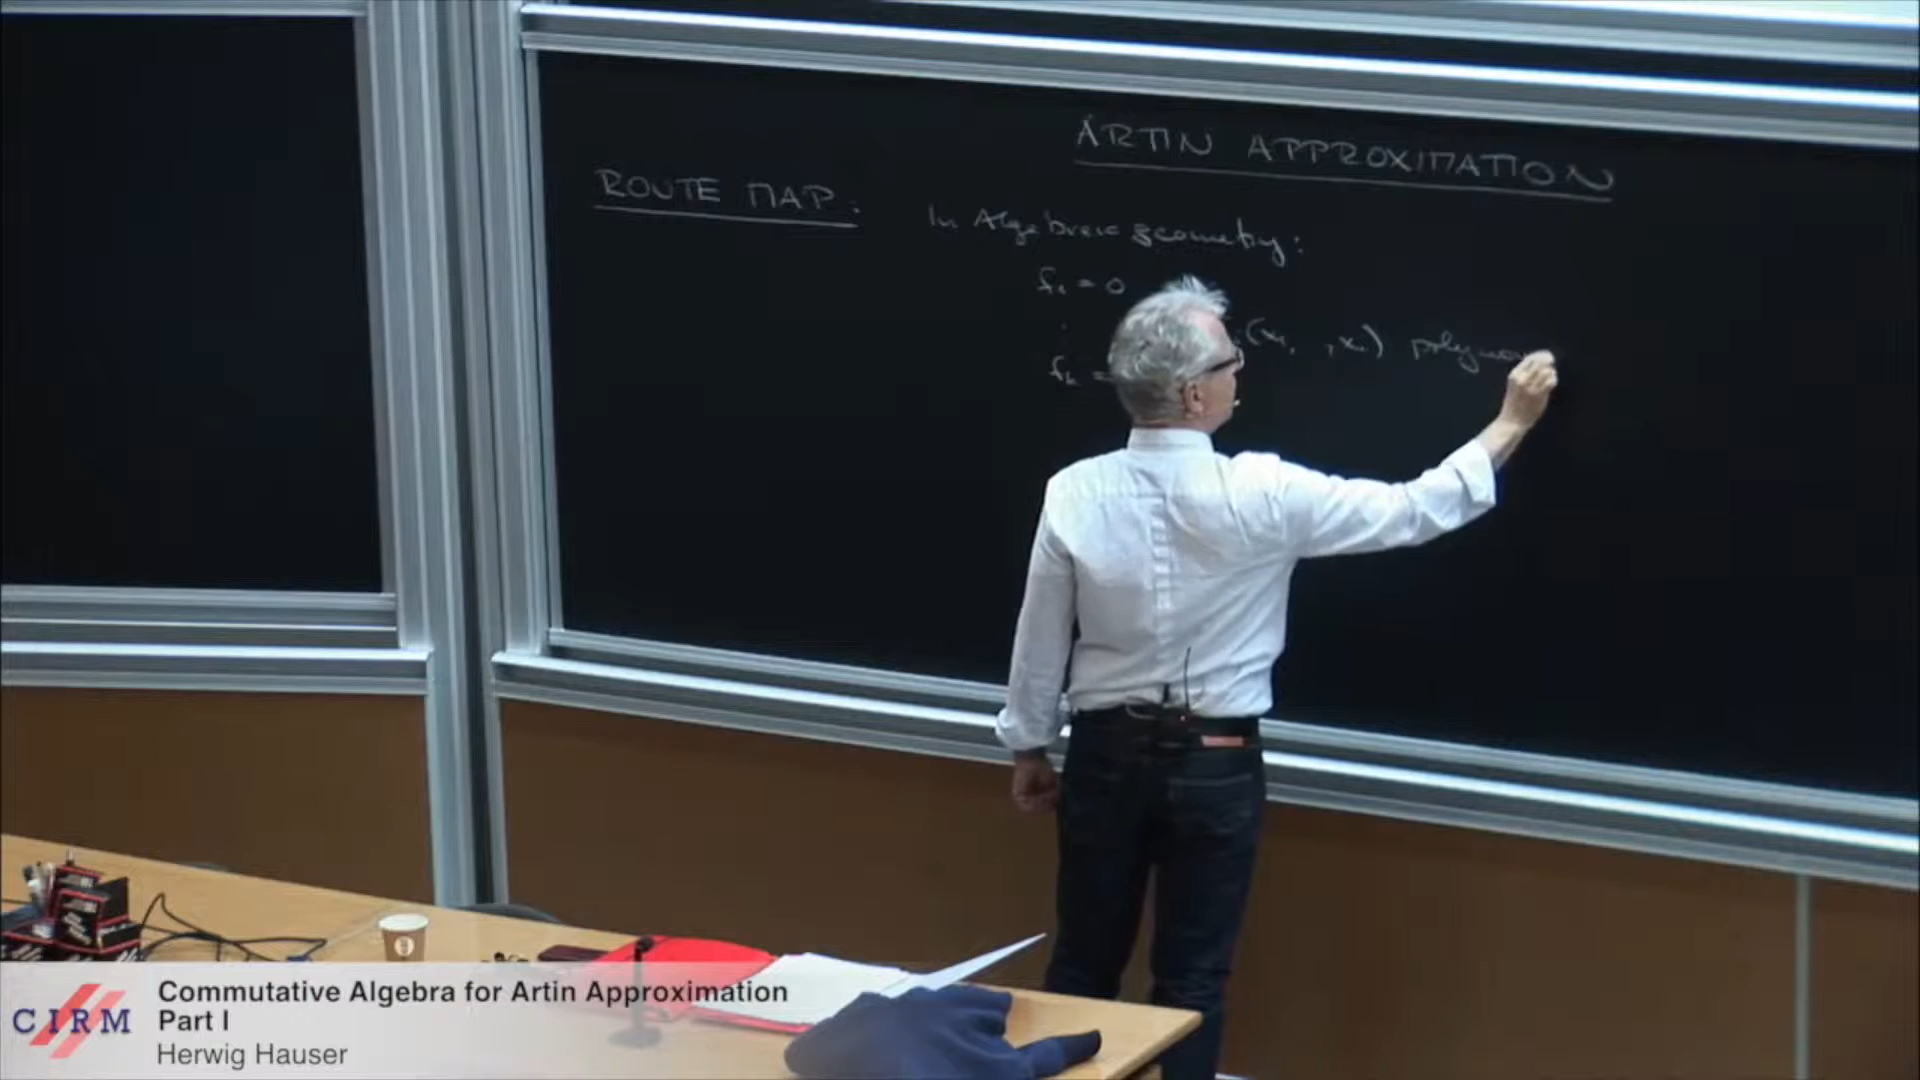 ARTIN APPROXIMATION
ROUTE MAP:
In Algebraic geometry:
f₁ = 0
(x₁, , xₙ)
fₖ =
Commutative Algebra for Artin Approximation
Part I
Herwig Hauser
CIRM